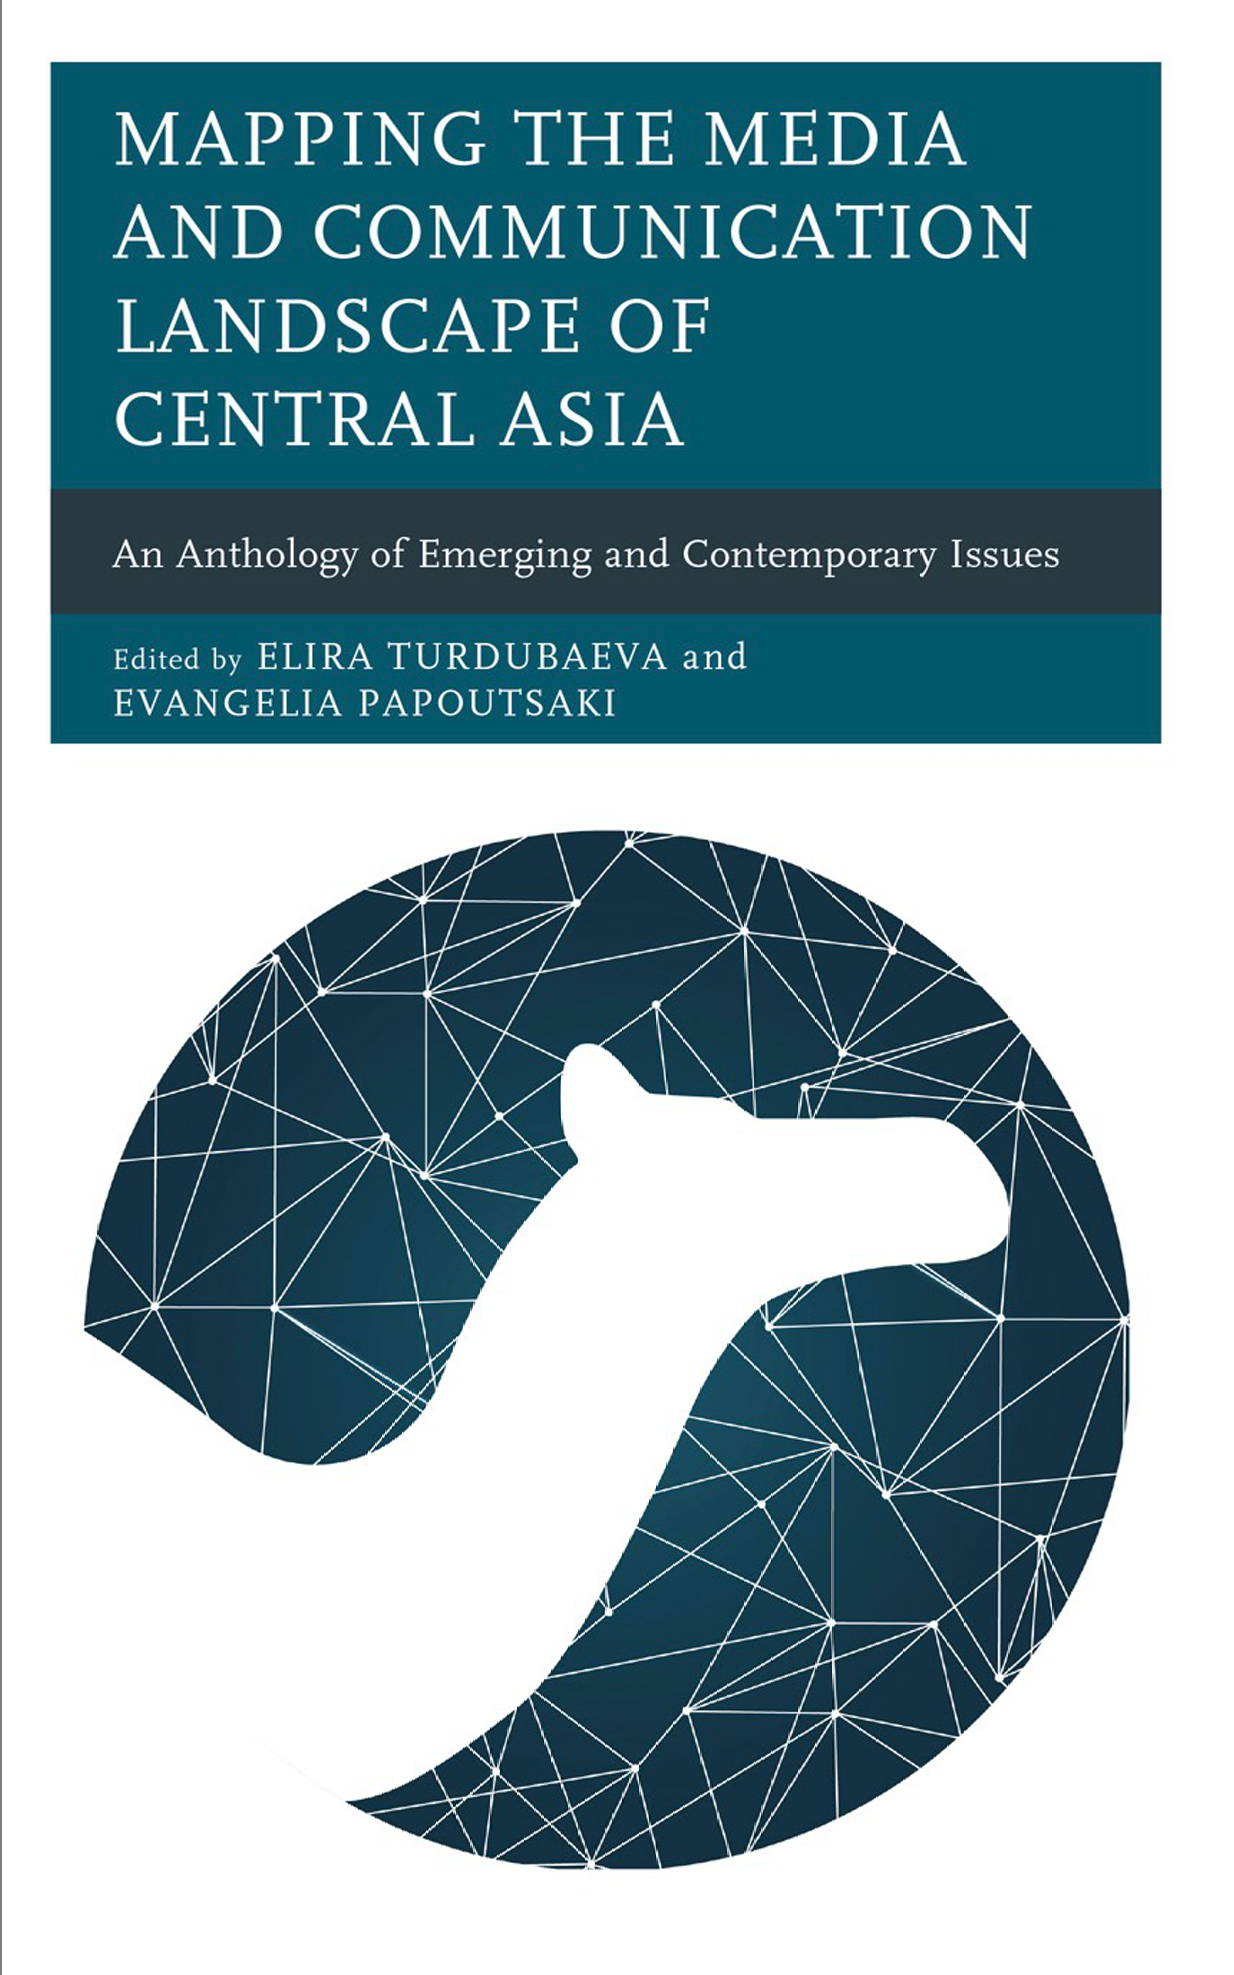 MAPPING THE MEDIA
AND COMMUNICATION
LANDSCAPE OF
CENTRAL ASIA
An Anthology of Emerging and Contemporary Issues
Edited by ELIRA TURDUBAEVA and
EVANGELIA PAPOUTSAKI